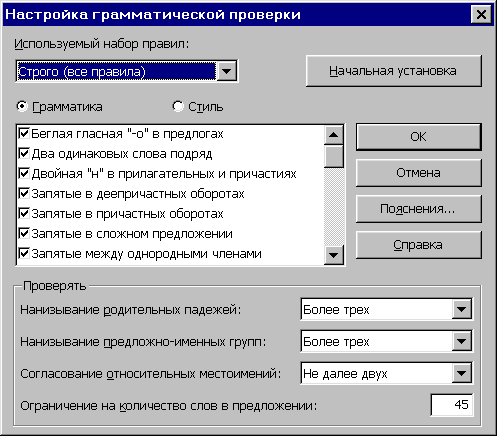 Настройка грамматической проверки
Используемый набор правил:
Строго (все правила)
Начальная установка
Грамматика
Стиль
Беглая гласная "-о" в предлогах
Два одинаковых слова подряд
Двойная "н" в прилагательных и причастиях
Запятые в деепричастных оборотах
Запятые в причастных оборотах
Запятые в сложном предложении
Запятые между однородными членами
ОК
Отмена
Пояснения...
Справка
Проверять
Нанизывание родительных падежей:
Более трех
Нанизывание предложно-именных групп:
Более трех
Согласование относительных местоимений:
Не далее двух
Ограничение на количество слов в предложении:
45